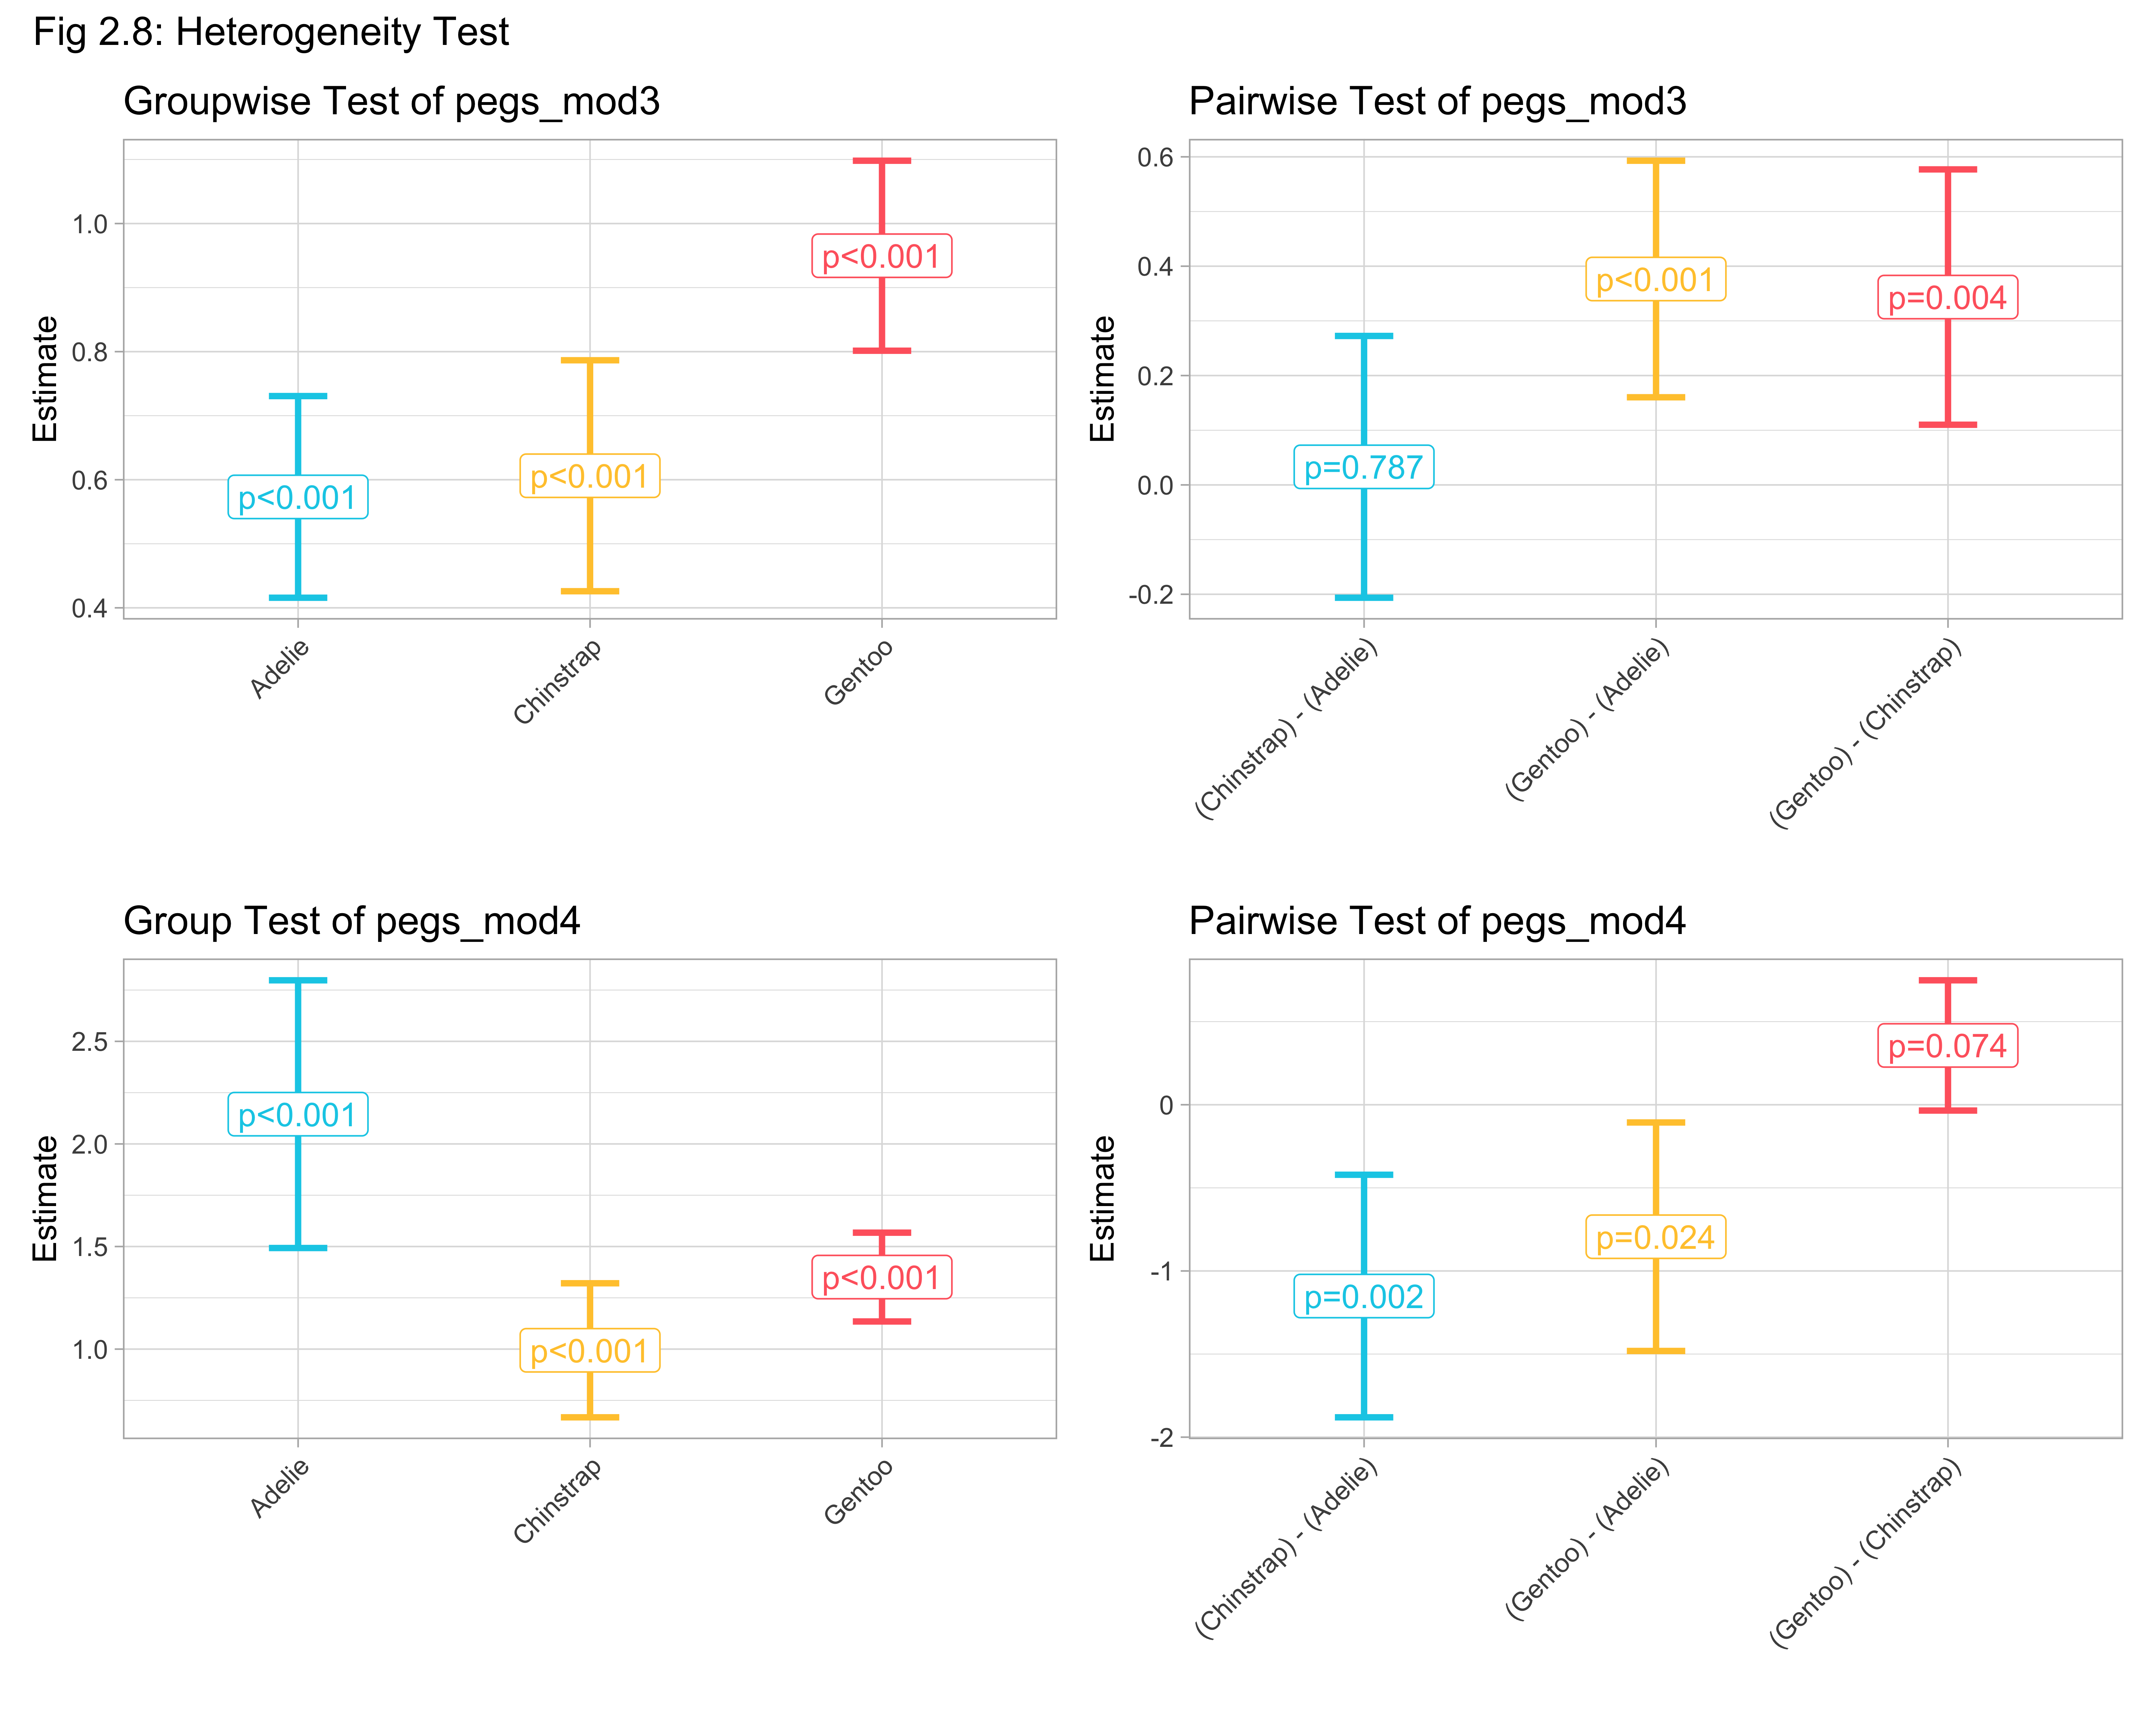 Fig 2.8: Heterogeneity Test
Groupwise Test of pegs_mod3
Estimate
1.0
0.8
0.6
0.4
p<0.001
p<0.001
p<0.001
Adelie
Chinstrap
Gentoo
Pairwise Test of pegs_mod3
Estimate
0.6
0.4
0.2
0.0
-0.2
p=0.787
p<0.001
p=0.004
(Chinstrap) - (Adelie)
(Gentoo) - (Adelie)
(Gentoo) - (Chinstrap)
Group Test of pegs_mod4
Estimate
2.5
2.0
1.5
1.0
p<0.001
p<0.001
p<0.001
Adelie
Chinstrap
Gentoo
Pairwise Test of pegs_mod4
Estimate
0
-1
-2
p=0.002
p=0.024
p=0.074
(Chinstrap) - (Adelie)
(Gentoo) - (Adelie)
(Gentoo) - (Chinstrap)